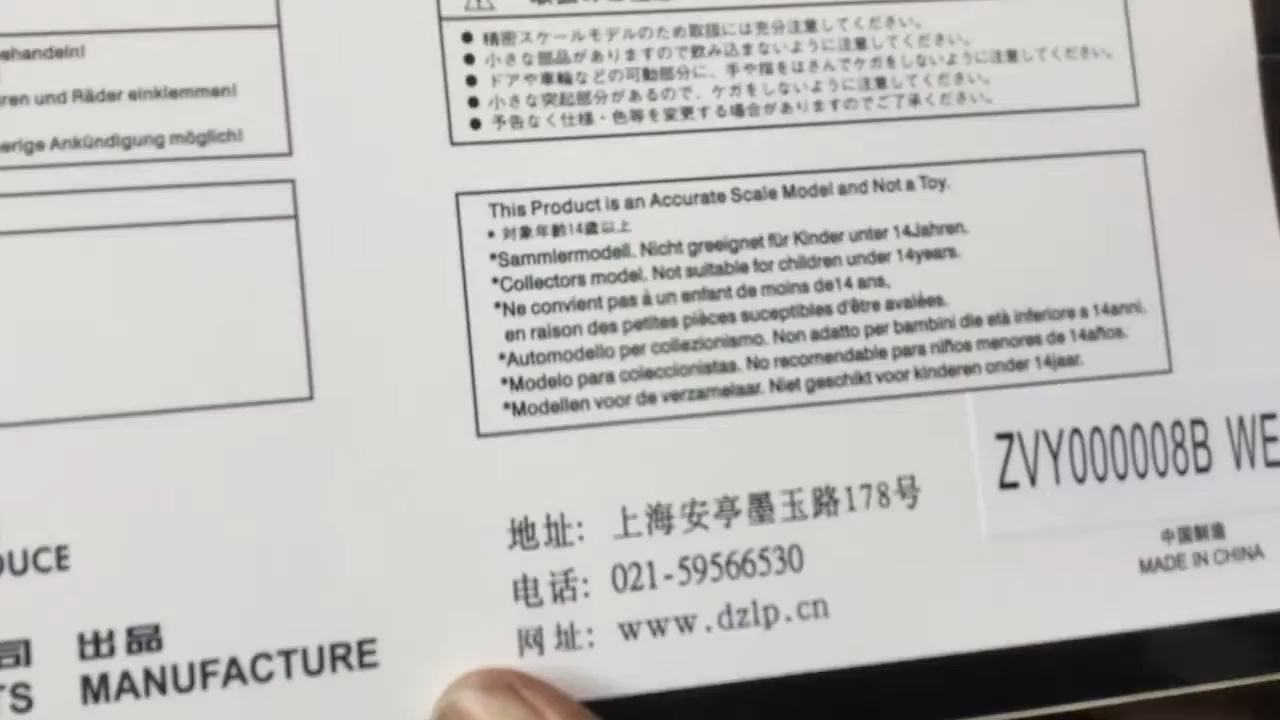 ehandeln!
ren und Räder einklemmen!
erige Ankündigung möglich!
● 精密スケールモデルのため取扱には充分注意してください。
● 小さな部品がありますので飲み込まないように注意してください。
● ドアや車輪などの可動部分に、手や指をはさんでケガをしないように注意してください。
● 小さな突起部分があるので、ケガをしないように注意してください。
● 予告なく仕様・色等を変更する場合がありますのでご了承ください。
This Product is an Accurate Scale Model and Not a Toy.
* 対象年齢14歳以上
*Sammlermodell. Nicht greeignet für Kinder unter 14Jahren.
*Collectors model. Not suitable for children under 14years.
*Ne convient pas à un enfant de moins de14 ans,
en raison des petites pièces suceptibles d'être avalées.
*Automodello per collezionismo. Non adatto per bambini die età inferiore a 14anni.
*Modelo para coleccionistas. No recomendable para niños menores de 14años.
*Modellen voor de verzamelaar. Niet geschikt voor kinderen onder 14jaar.
ZVY000008B WE
地址: 上海安亭墨玉路178号
电话: 021-59566530
网址: www.dzlp.cn
中国制造
MADE IN CHINA
DUCE
司 出品
TS MANUFACTURE